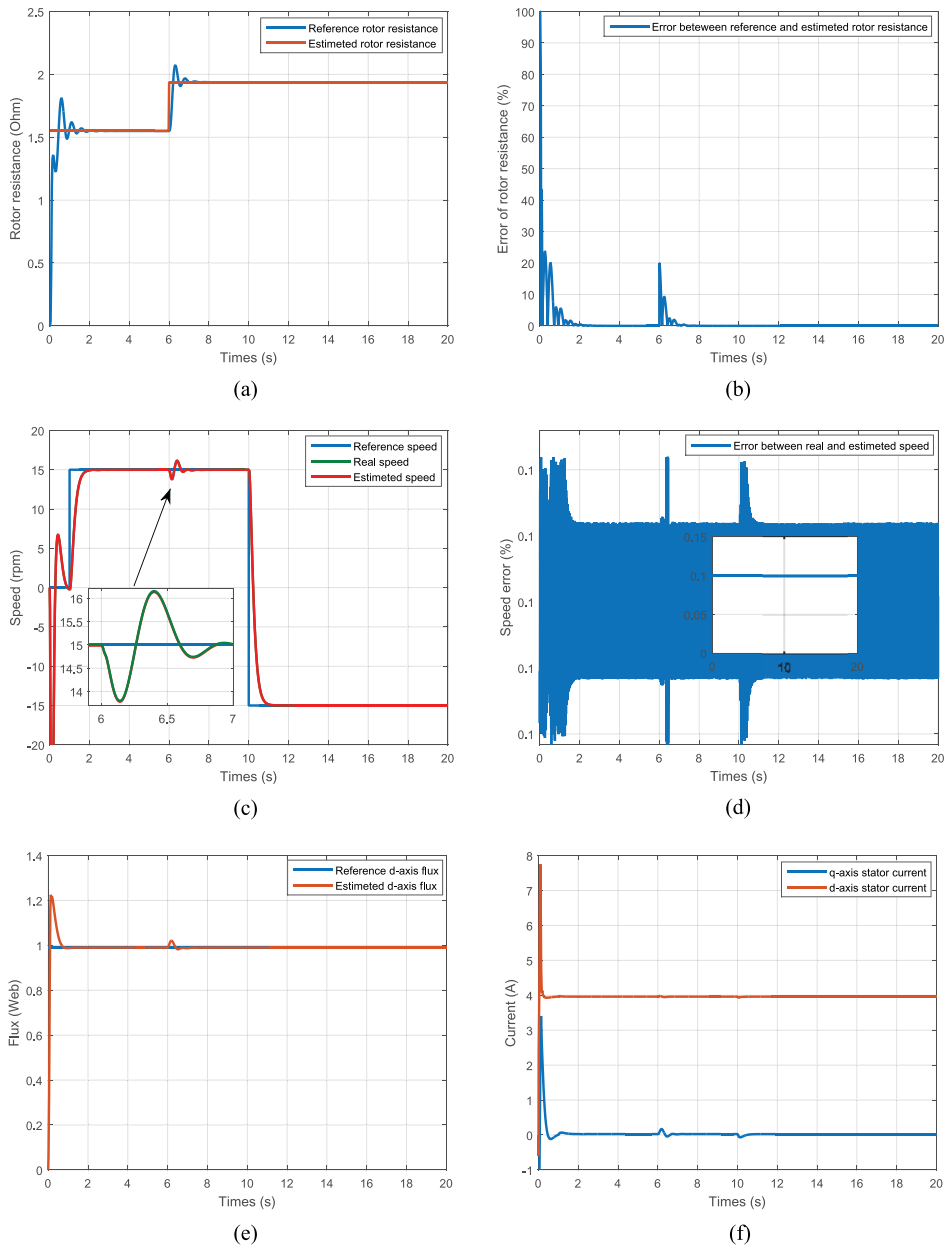 2.5
2
1.5
1
0.5
0
Rotor resistance (Ohm)
Reference rotor resistance
Estimeted rotor resistance
0 2 4 6 8 10 12 14 16 18 20
Times (s)
(a)
100
90
80
70
60
50
40
30
20
10
0
Error of rotor resistance (%)
Error between reference and estimeted rotor resistance
0 2 4 6 8 10 12 14 16 18 20
Times (s)
(b)
20
15
10
5
0
-5
-10
-15
-20
Speed (rpm)
Reference speed
Real speed
Estimeted speed
16
15.5
15
14.5
14
6 6.5 7
0 2 4 6 8 10 12 14 16 18 20
Times (s)
(c)
0.1
0.1
0.1
0.1
0.1
Speed error (%)
Error between real and estimeted speed
0.15
0.1
0.05
0
0 10 20
0 2 4 6 8 10 12 14 16 18 20
Times (s)
(d)
1.4
1.2
1
0.8
0.6
0.4
0.2
0
Flux (Web)
Reference d-axis flux
Estimeted d-axis flux
0 2 4 6 8 10 12 14 16 18 20
Times (s)
(e)
8
7
6
5
4
3
2
1
0
-1
Current (A)
q-axis stator current
d-axis stator current
0 2 4 6 8 10 12 14 16 18 20
Times (s)
(f)